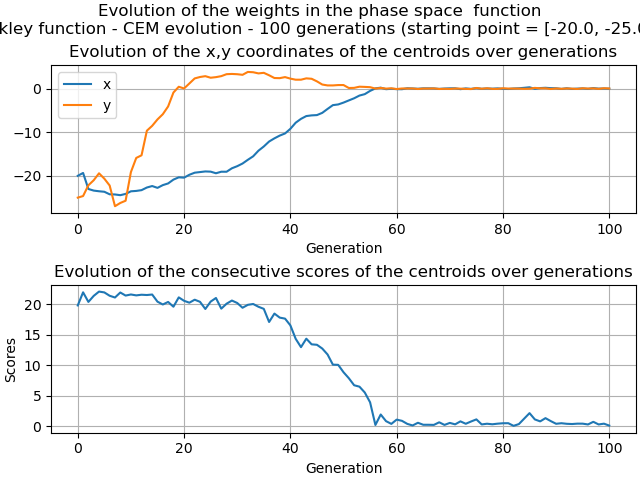 Evolution of the weights in the phase space function
kley function - CEM evolution - 100 generations (starting point = [-20.0, -25.0
Evolution of the x,y coordinates of the centroids over generations
x
y
0
−10
−20
0 20 40 60 80 100
Generation
Evolution of the consecutive scores of the centroids over generations
Scores
20
15
10
5
0
0 20 40 60 80 100
Generation